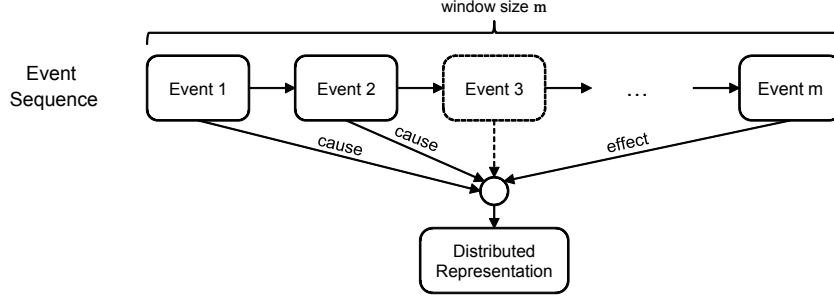 window size m
Event
Sequence
Event 1
Event 2
Event 3
...
Event m
cause
cause
effect
Distributed
Representation